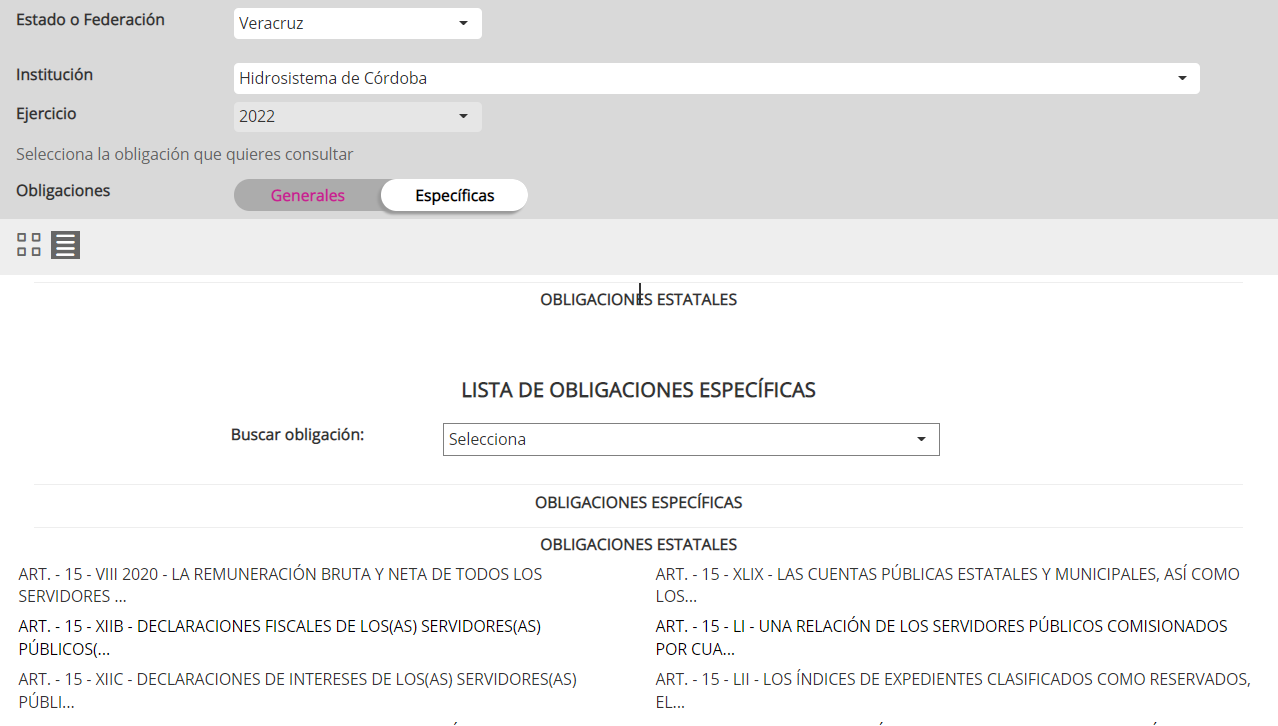 Estado o Federación
Veracruz
Institución
Hidrosistema de Córdoba
Ejercicio
2022
Selecciona la obligación que quieres consultar
Obligaciones
Generales
Específicas
OBLIGACIONES ESTATALES
LISTA DE OBLIGACIONES ESPECÍFICAS
Buscar obligación:
Selecciona
OBLIGACIONES ESPECÍFICAS
OBLIGACIONES ESTATALES
ART. - 15 - VIII 2020 - LA REMUNERACIÓN BRUTA Y NETA DE TODOS LOS
SERVIDORES ...
ART. - 15 - XLIX - LAS CUENTAS PÚBLICAS ESTATALES Y MUNICIPALES, ASÍ COMO
LOS...
ART. - 15 - XIIB - DECLARACIONES FISCALES DE LOS(AS) SERVIDORES(AS)
PÚBLICOS(...
ART. - 15 - LI - UNA RELACIÓN DE LOS SERVIDORES PÚBLICOS COMISIONADOS
POR CUA...
ART. - 15 - XIIC - DECLARACIONES DE INTERESES DE LOS(AS) SERVIDORES(AS)
PÚBLI...
ART. - 15 - LII - LOS ÍNDICES DE EXPEDIENTES CLASIFICADOS COMO RESERVADOS,
EL...